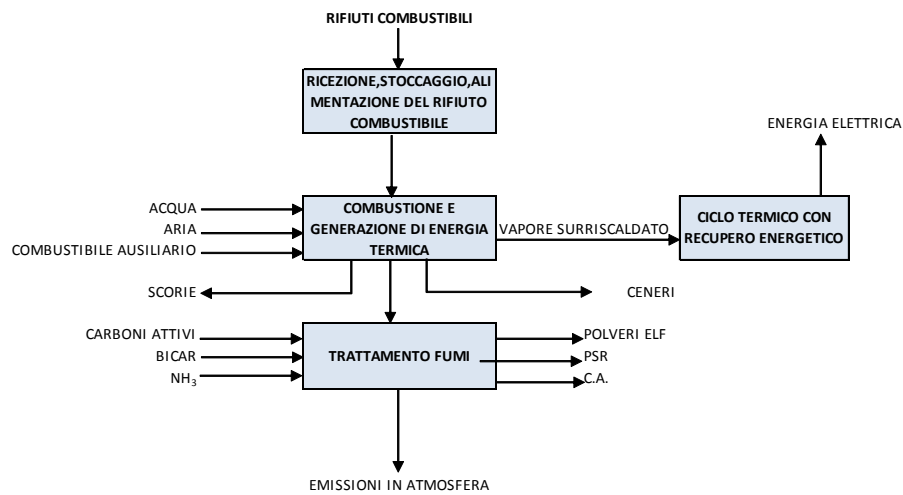 RIFIUTI COMBUSTIBILI
RICEZIONE,STOCCAGGIO,ALI
MENTAZIONE DEL RIFIUTO
COMBUSTIBILE
ENERGIA ELETTRICA
ACQUA
ARIA
COMBUSTIBILE AUSILIARIO
COMBUSTIONE E
GENERAZIONE DI ENERGIA
TERMICA
VAPORE SURRISCALDATO
CICLO TERMICO CON
RECUPERO ENERGETICO
SCORIE
CENERI
CARBONI ATTIVI
BICAR
NH₃
TRATTAMENTO FUMI
POLVERI ELF
PSR
C.A.
EMISSIONI IN ATMOSFERA